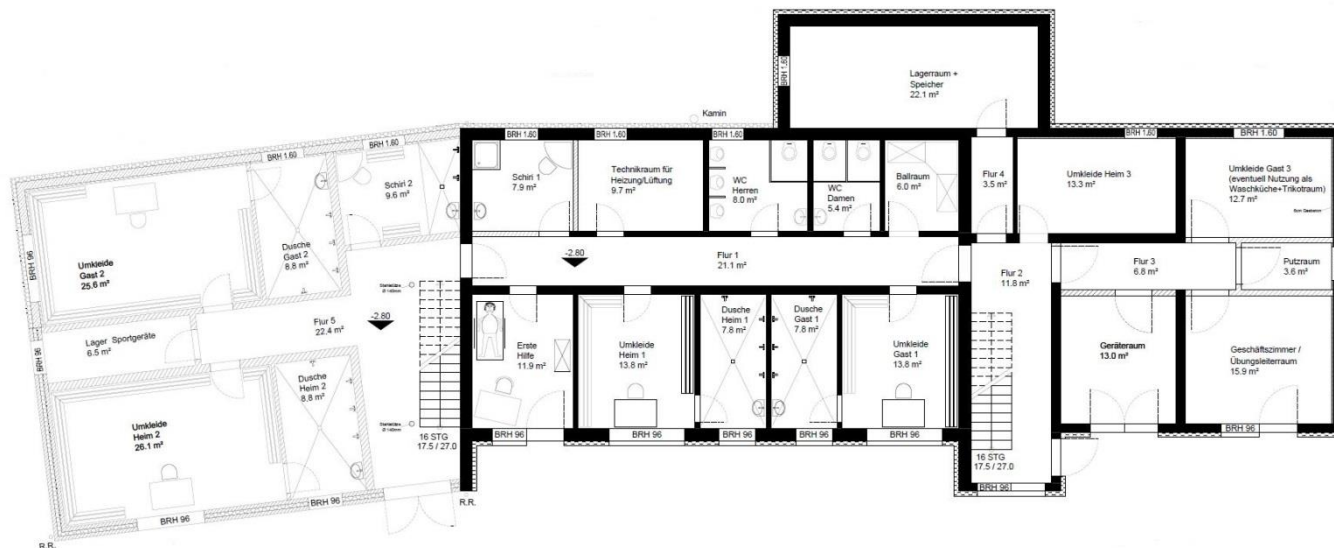 Lagerraum +
Speicher
22.1 m²
BRH 1.60
Kamin
BRH 1.60
BRH 1.60
BRH 1.60
BRH 1.60
BRH 1.60
BRH 1.60
BRH 1.60
BRH 1.60
Schiri 2
9.6 m²
Schiri 1
7.9 m²
Technikraum für
Heizung/Lüftung
9.7 m²
WC
Herren
8.0 m²
WC
Damen
5.4 m²
Ballraum
6.0 m²
Flur 4
3.5 m²
Umkleide Heim 3
13.3 m²
Umkleide Gast 3
(eventuell Nutzung als
Waschküche+Trikotraum)
12.7 m²
Umkleide
Gast 2
25.6 m²
Dusche
Gast 2
8.8 m²
BRH 96
-2.80
Flur 1
21.1 m²
Flur 2
11.8 m²
Flur 3
6.8 m²
Putzraum
3.6 m²
Lager Sportgeräte
6.5 m²
Flur 5
22.4 m²
-2.80
BRH 96
Erste
Hilfe
11.9 m²
Umkleide
Heim 1
13.8 m²
Dusche
Heim 1
7.8 m²
Dusche
Gast 1
7.8 m²
Umkleide
Gast 1
13.8 m²
Geräteraum
13.0 m²
Geschäftszimmer /
Übungsleiterraum
15.9 m²
Umkleide
Heim 2
26.1 m²
Dusche
Heim 2
8.8 m²
16 STG
17.5 / 27.0
BRH 96
BRH 96
BRH 96
BRH 96
BRH 96
16 STG
17.5 / 27.0
BRH 96
BRH 96
BRH 96
BRH 96
R.R.
R.R.